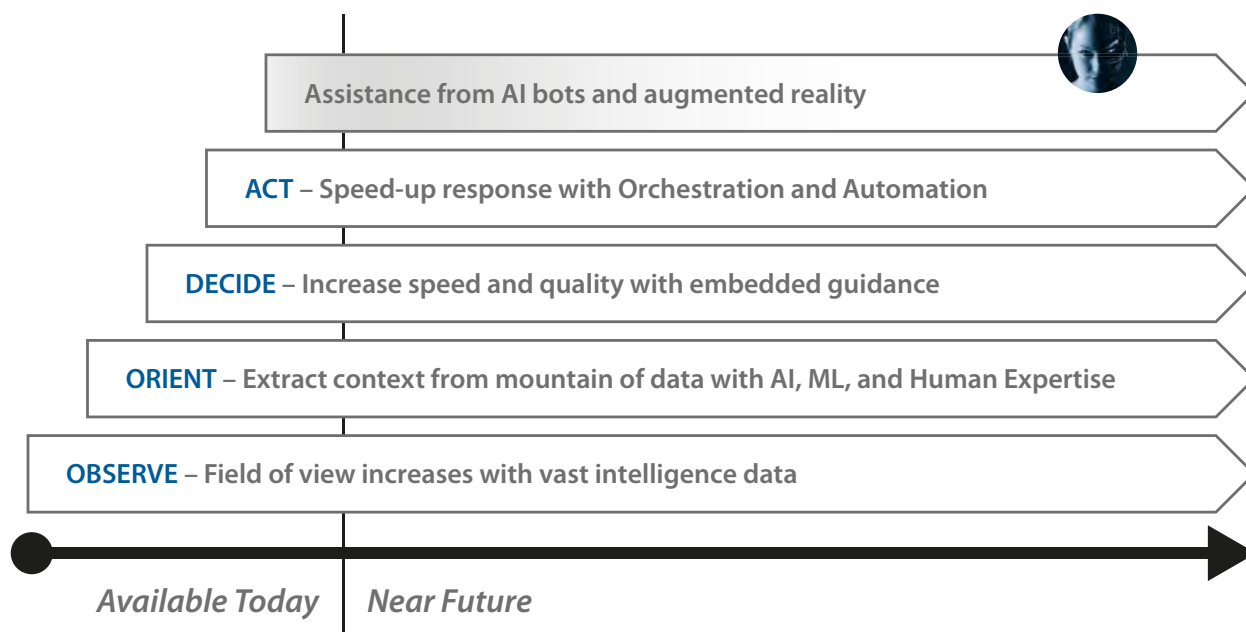 Assistance from AI bots and augmented reality
ACT – Speed-up response with Orchestration and Automation
DECIDE – Increase speed and quality with embedded guidance
ORIENT – Extract context from mountain of data with AI, ML, and Human Expertise
OBSERVE – Field of view increases with vast intelligence data
Available Today
Near Future